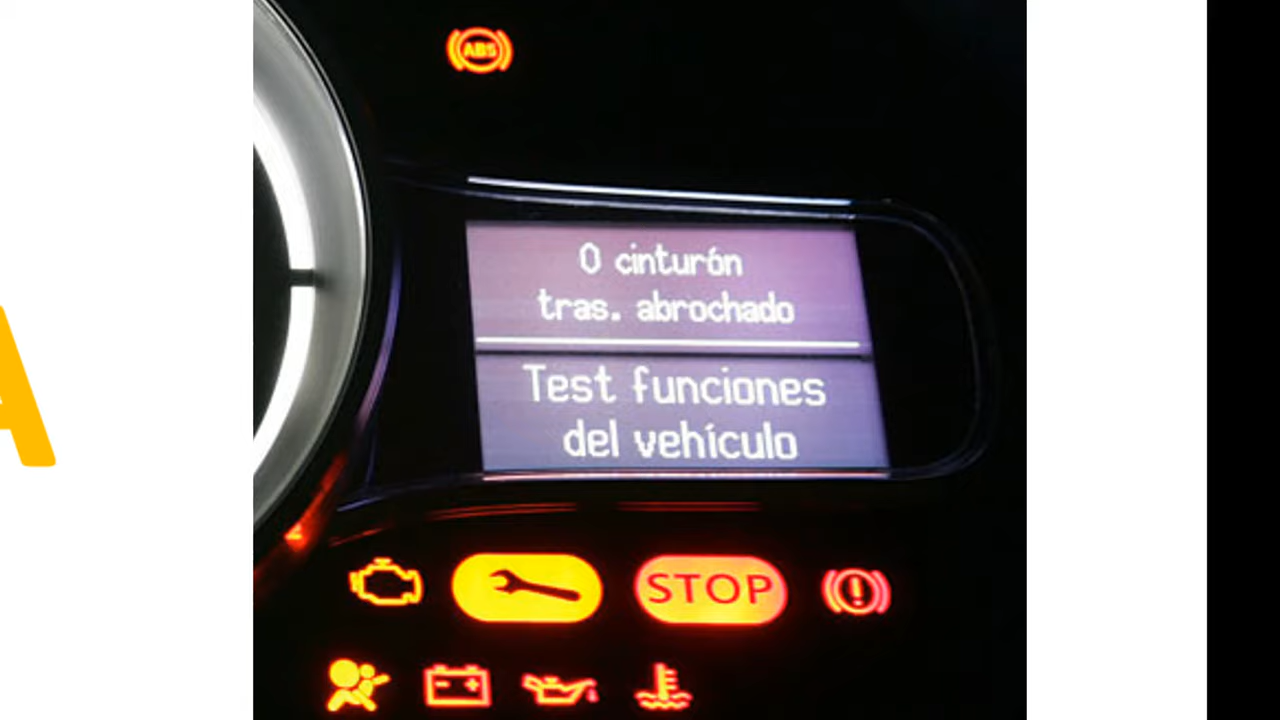 A
ABS
0 cinturón
tras. abrochado
Test funciones
del vehículo
STOP